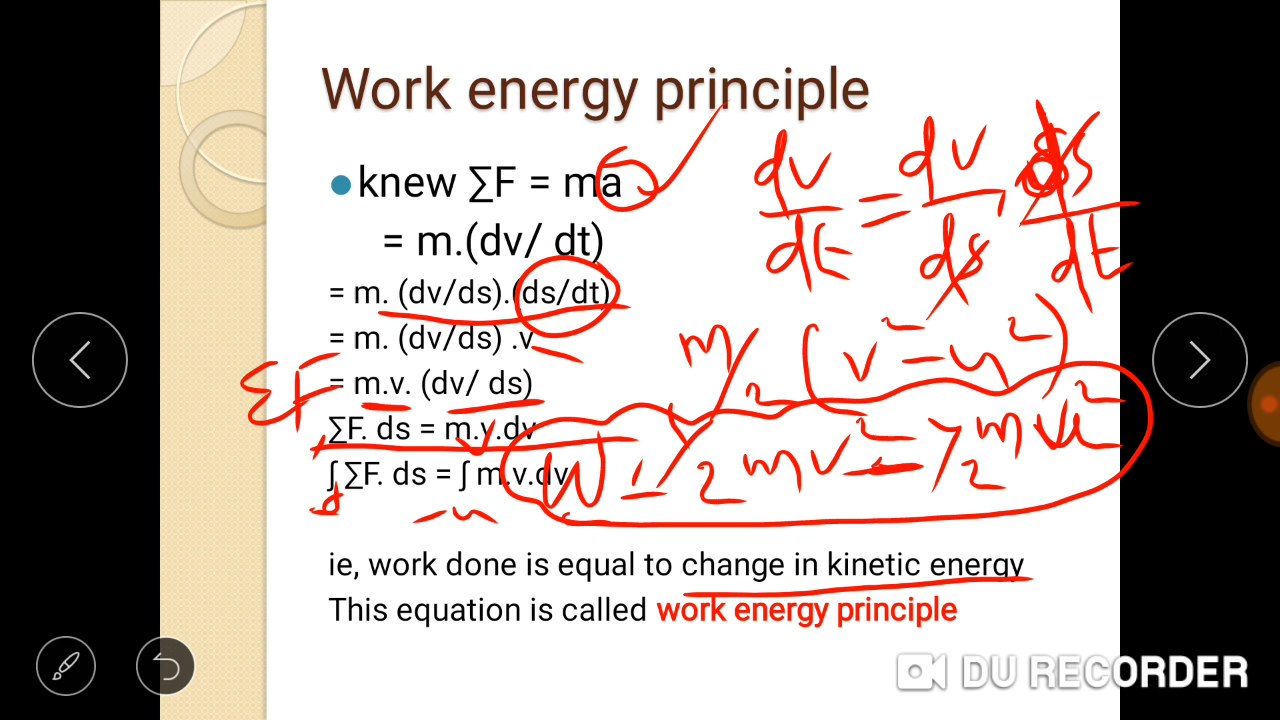 Work energy principle
knew ∑F = ma
= m.(dv/ dt)
dv/dt = dv/ds . ds/dt
= m. (dv/ds).(ds/dt)
= m. (dv/ds) .v
m/2 (v²-u²)
= m.v. (dv/ ds)
ΣF
∑F. ds = m.v.dv
∫ ∑F. ds = ∫ m.v.dv
W = 1/2 mv² - 1/2 mu²
ie, work done is equal to change in kinetic energy
This equation is called work energy principle
DU RECORDER